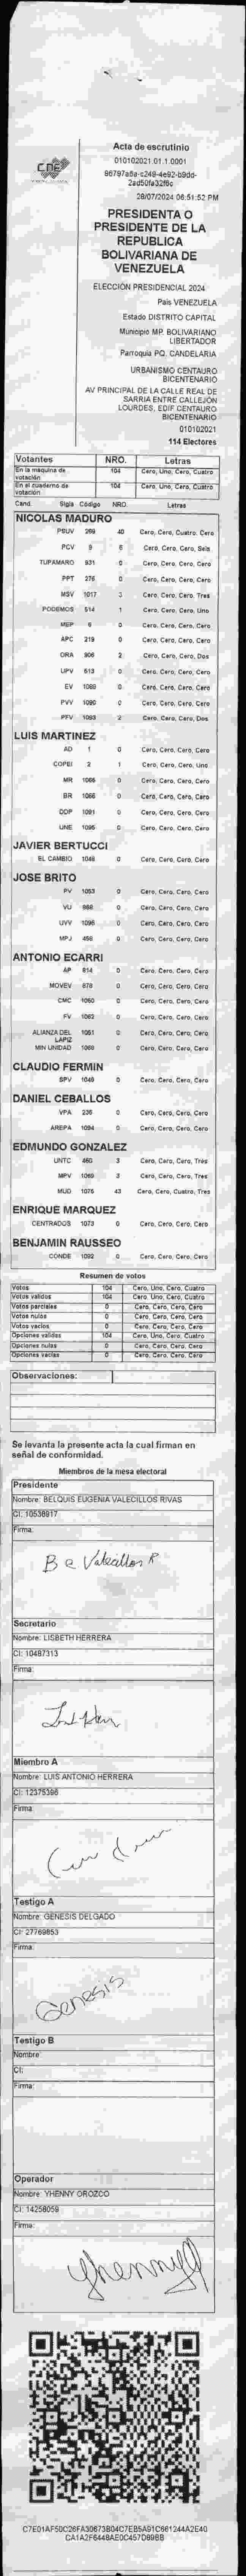 CNE
Acta de escrutinio
010102021.01.1.0001
2ad50fa32f8c
28/07/2024 06:51:52 PM
PRESIDENTA O
PRESIDENTE DE LA
REPUBLICA
BOLIVARIANA DE
VENEZUELA
ELECCIÓN PRESIDENCIAL 2024
País VENEZUELA
Estado DISTRITO CAPITAL
Municipio MP. BOLIVARIANO
LIBERTADOR
Parroquia PQ. CANDELARIA
URBANISMO CENTAURO
BICENTENARIO
AV PRINCIPAL DE LA CALLE REAL DE
SARRIA ENTRE CALLEJÓN
LOURDES, EDIF CENTAURO
BICENTENARIO
010102021
114 Electores
Votantes NRO. Letras
En la máquina de votación 104 Cero, Uno, Cero, Cuatro
En el cuaderno de votación 104 Cero, Uno, Cero, Cuatro
Cand. Sigla Código NRO. Letras
NICOLAS MADURO
PSUV 269 40 Cero, Cero, Cuatro, Cero
PCV 9 6 Cero, Cero, Cero, Seis
TUPAMARO 931 0 Cero, Cero, Cero, Cero
PPT 276 0 Cero, Cero, Cero, Cero
MSV 1017 3 Cero, Cero, Cero, Tres
PODEMOS 514 1 Cero, Cero, Cero, Uno
MEP 6 0 Cero, Cero, Cero, Cero
APC 219 0 Cero, Cero, Cero, Cero
ORA 906 2 Cero, Cero, Cero, Dos
UPV 513 0 Cero, Cero, Cero, Cero
EV 1089 0 Cero, Cero, Cero, Cero
PVV 1090 0 Cero, Cero, Cero, Cero
PFV 1093 2 Cero, Cero, Cero, Dos
LUIS MARTINEZ
AD 1 0 Cero, Cero, Cero, Cero
COPEI 2 1 Cero, Cero, Cero, Uno
MR 1066 0 Cero, Cero, Cero, Cero
BR 0 Cero, Cero, Cero, Cero
DDP 1091 0 Cero, Cero, Cero, Cero
UNE 1095 0 Cero, Cero, Cero, Cero
JAVIER BERTUCCI
EL CAMBIO 1048 0 Cero, Cero, Cero, Cero
JOSE BRITO
PV 1053 0 Cero, Cero, Cero, Cero
VU 988 0 Cero, Cero, Cero, Cero
UVV 1096 0 Cero, Cero, Cero, Cero
MPJ 456 0 Cero, Cero, Cero, Cero
ANTONIO ECARRI
AP 814 0 Cero, Cero, Cero, Cero
MOVEV 878 0 Cero, Cero, Cero, Cero
CMC 1050 0 Cero, Cero, Cero, Cero
FV 1062 0 Cero, Cero, Cero, Cero
ALIANZA DEL LAPIZ 1051 0 Cero, Cero, Cero, Cero
MIN UNIDAD 1068 0 Cero, Cero, Cero, Cero
CLAUDIO FERMIN
SPV 1046 0 Cero, Cero, Cero, Cero
DANIEL CEBALLOS
VPA 236 0 Cero, Cero, Cero, Cero
AREPA 1094 0 Cero, Cero, Cero, Cero
EDMUNDO GONZALEZ
UNTC 460 3 Cero, Cero, Cero, Tres
MPV 1069 3 Cero, Cero, Cero, Tres
MUD 1075 43 Cero, Cero, Cuatro, Tres
ENRIQUE MARQUEZ
CENTRADOS 1073 0 Cero, Cero, Cero, Cero
BENJAMIN RAUSSEO
CONDE 1092 0 Cero, Cero, Cero, Cero
Resumen de votos
Votos 104 Cero, Uno, Cero, Cuatro
Votos válidos 104 Cero, Uno, Cero, Cuatro
Votos parciales 0 Cero, Cero, Cero, Cero
Votos nulos 0 Cero, Cero, Cero, Cero
Votos vacíos 0 Cero, Cero, Cero, Cero
Opciones válidas 104 Cero, Uno, Cero, Cuatro
Opciones nulas 0 Cero, Cero, Cero, Cero
Opciones vacías 0 Cero, Cero, Cero, Cero
Observaciones:
Se levanta la presente acta la cual firman en
señal de conformidad.
Miembros de la mesa electoral
Presidente
Nombre: BELQUIS EUGENIA VALECILLOS RIVAS
CI: 10538917
Firma:
B e Valecillos R
Secretario
Nombre: LISBETH HERRERA
CI: 10487313
Firma:
Miembro A
Nombre: LUIS ANTONIO HERRERA
CI: 12375396
Firma:
Testigo A
Nombre: GENESIS DELGADO
CI: 27769853
Firma:
Genesis
Testigo B
Nombre:
CI:
Firma:
Operador
Nombre: YHENNY OROZCO
CI: 14258059
Firma:
C7E01AF50C26FA30673B04C7EB5A91C661244A2E40
CA1A2F6448AE0C457D89BB